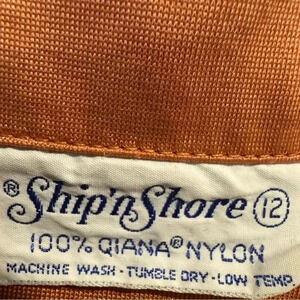 ® Ship'n Shore 12
100% QIANA® NYLON
MACHINE WASH - TUMBLE DRY - LOW TEMP.